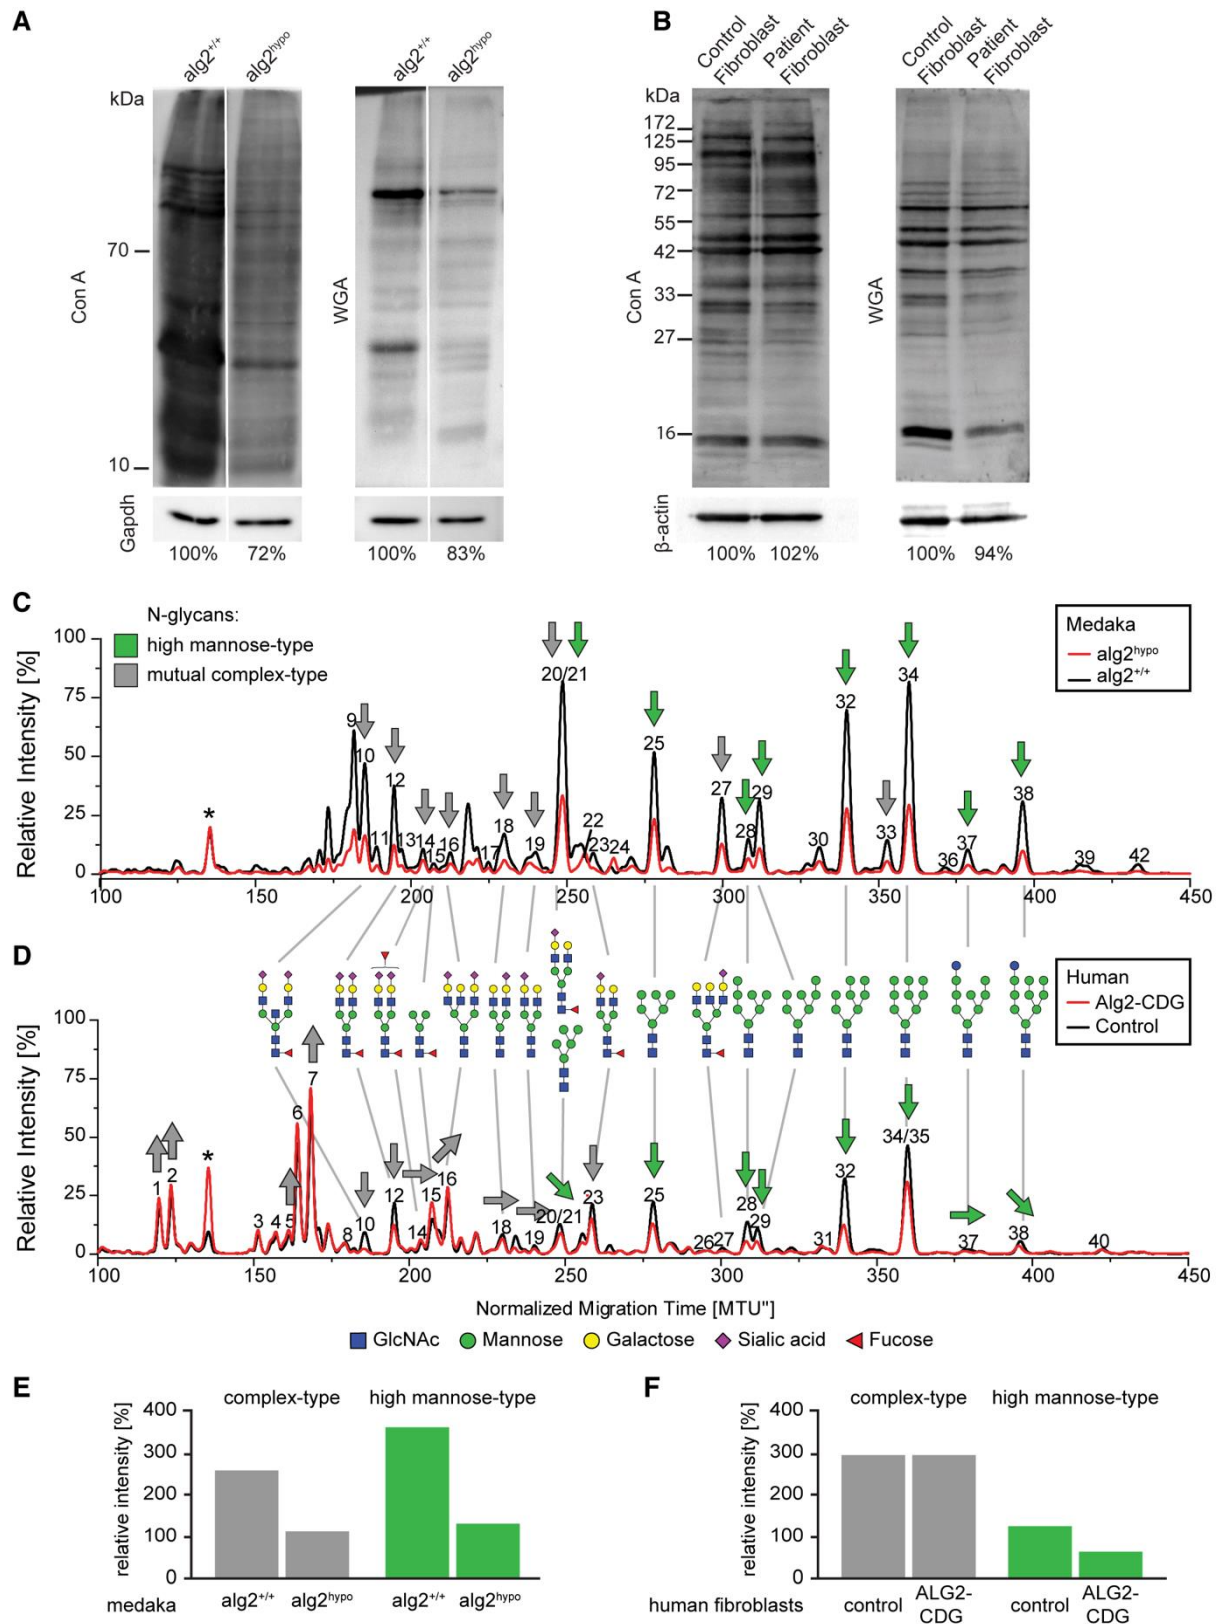 A
alg2+/+
alg2hypo
alg2+/+
alg2hypo
kDa
70
10
Con A
WGA
Gapdh
100%
72%
100%
83%
B
Control Fibroblast
Patient Fibroblast
Control Fibroblast
Patient Fibroblast
kDa
172
125
95
72
55
42
33
27
16
Con A
WGA
β-actin
100%
102%
100%
94%
C
N-glycans:
high mannose-type
mutual complex-type
Medaka
alg2hypo
alg2+/+
Relative Intensity [%]
100
75
50
25
0
9
10
11
12
13
14
15
16
17
18
19
20/21
22
23
24
25
27
28
29
30
32
33
34
36
37
38
39
42
*
100 150 200 250 300 350 400 450
D
Human
Alg2-CDG
Control
Relative Intensity [%]
100
75
50
25
0
1
2
*
3
4
5
6
7
8
10
12
14
15
16
18
19
20/21
23
25
26
27
28
29
31
32
34/35
37
38
40
100 150 200 250 300 350 400 450
Normalized Migration Time [MTU"]
GlcNAc Mannose Galactose Sialic acid Fucose
E
complex-type high mannose-type
relative intensity [%]
400
300
200
100
0
medaka alg2+/+ alg2hypo alg2+/+ alg2hypo
F
complex-type high mannose-type
relative intensity [%]
400
300
200
100
0
human fibroblasts control ALG2- control ALG2-
CDG CDG